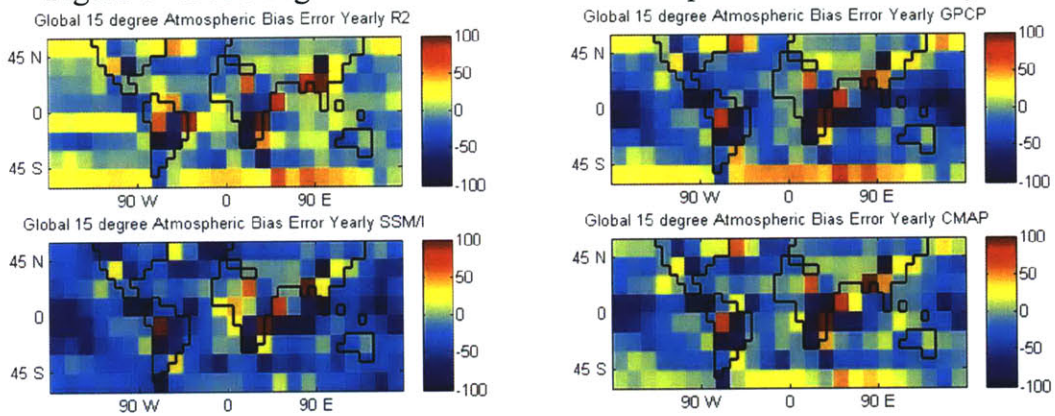 Global 15 degree Atmospheric Bias Error Yearly R2
45 N
0
45 S
90 W 0 90 E
100
50
0
-50
-100
Global 15 degree Atmospheric Bias Error Yearly GPCP
45 N
0
45 S
90 W 0 90 E
100
50
0
-50
-100
Global 15 degree Atmospheric Bias Error Yearly SSM/I
45 N
0
45 S
90 W 0 90 E
100
50
0
-50
-100
Global 15 degree Atmospheric Bias Error Yearly CMAP
45 N
0
45 S
90 W 0 90 E
100
50
0
-50
-100